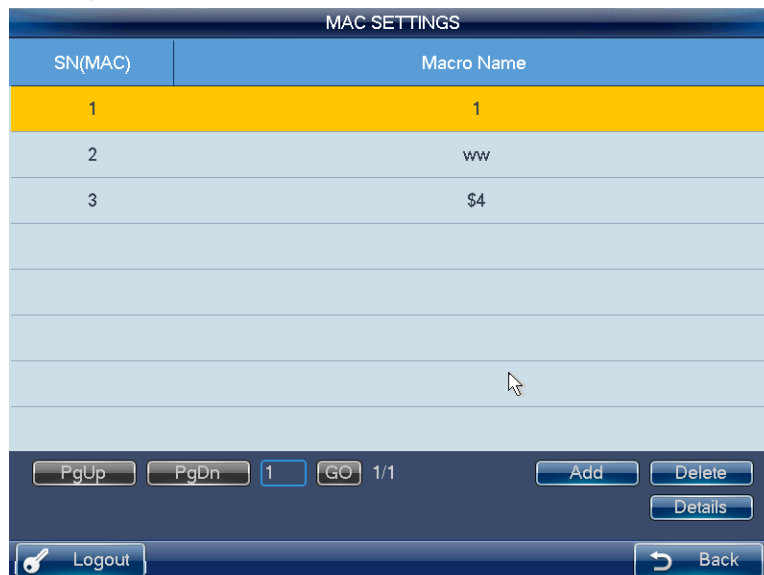 MAC SETTINGS
SN(MAC) Macro Name
1 1
2 ww
3 $4
PgUp PgDn 1 GO 1/1 Add Delete
Details
Logout Back